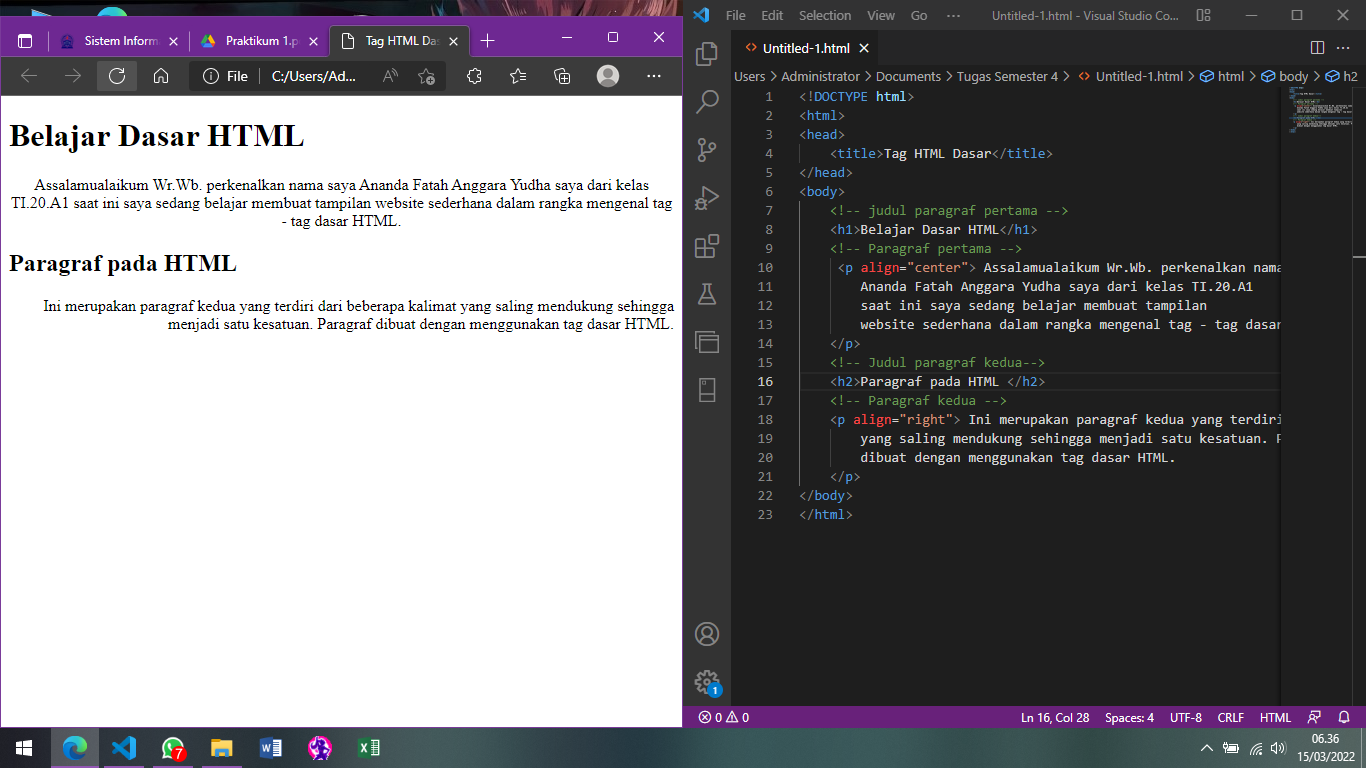 Sistem Inform
Praktikum 1.p
Tag HTML Das
File
C:/Users/Ad...
Belajar Dasar HTML
Assalamualaikum Wr.Wb. perkenalkan nama saya Ananda Fatah Anggara Yudha saya dari kelas
TI.20.A1 saat ini saya sedang belajar membuat tampilan website sederhana dalam rangka mengenal tag
- tag dasar HTML.
Paragraf pada HTML
Ini merupakan paragraf kedua yang terdiri dari beberapa kalimat yang saling mendukung sehingga
menjadi satu kesatuan. Paragraf dibuat dengan menggunakan tag dasar HTML.
File Edit Selection View Go ... Untitled-1.html - Visual Studio Co...
Untitled-1.html
Users > Administrator > Documents > Tugas Semester 4 > Untitled-1.html > html > body > h2
1 <!DOCTYPE html>
2 <html>
3 <head>
4 <title>Tag HTML Dasar</title>
5 </head>
6 <body>
7 <!-- judul paragraf pertama -->
8 <h1>Belajar Dasar HTML</h1>
9 <!-- Paragraf pertama -->
10 <p align="center"> Assalamualaikum Wr.Wb. perkenalkan nama
11 Ananda Fatah Anggara Yudha saya dari kelas TI.20.A1
12 saat ini saya sedang belajar membuat tampilan
13 website sederhana dalam rangka mengenal tag - tag dasar
14 </p>
15 <!-- Judul paragraf kedua-->
16 <h2>Paragraf pada HTML </h2>
17 <!-- Paragraf kedua -->
18 <p align="right"> Ini merupakan paragraf kedua yang terdiri
19 yang saling mendukung sehingga menjadi satu kesatuan. P
20 dibuat dengan menggunakan tag dasar HTML.
21 </p>
22 </body>
23 </html>
1
0 0
Ln 16, Col 28 Spaces: 4 UTF-8 CRLF HTML
7
06.36
15/03/2022